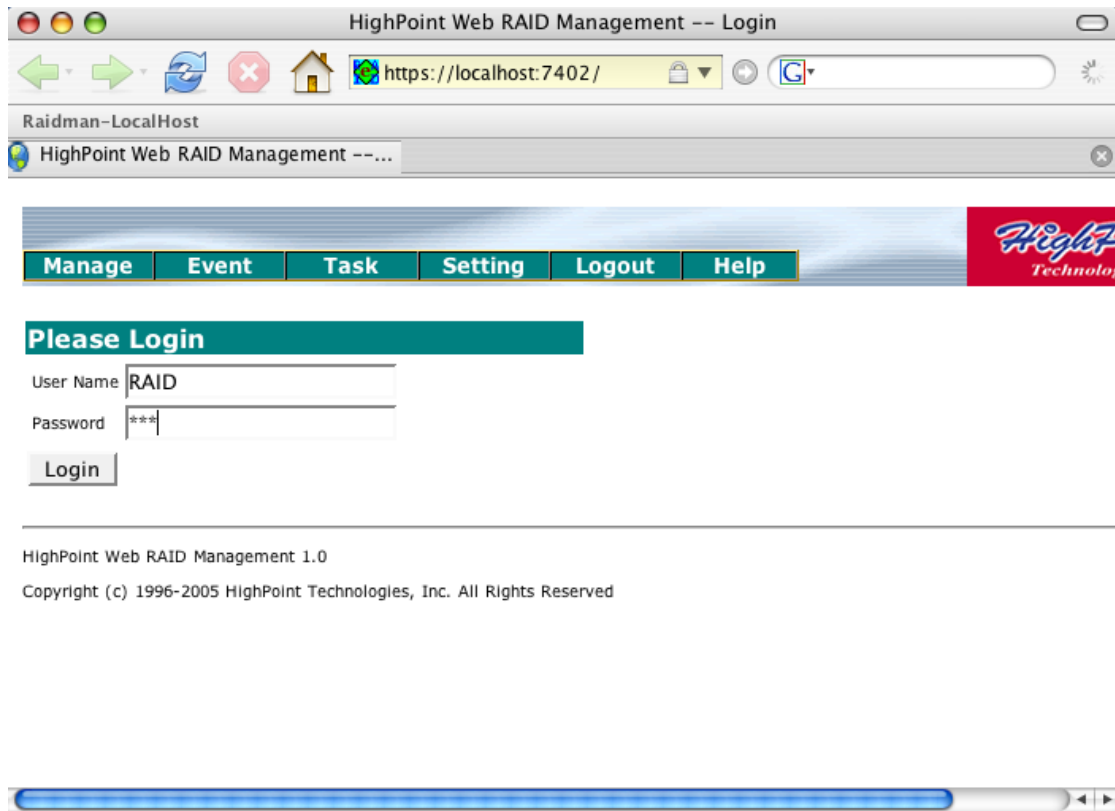 HighPoint Web RAID Management -- Login
https://localhost:7402/
G
Raidman-LocalHost
HighPoint Web RAID Management --...
Manage Event Task Setting Logout Help
Please Login
User Name RAID
Password ***
Login
HighPoint Web RAID Management 1.0
Copyright (c) 1996-2005 HighPoint Technologies, Inc. All Rights Reserved